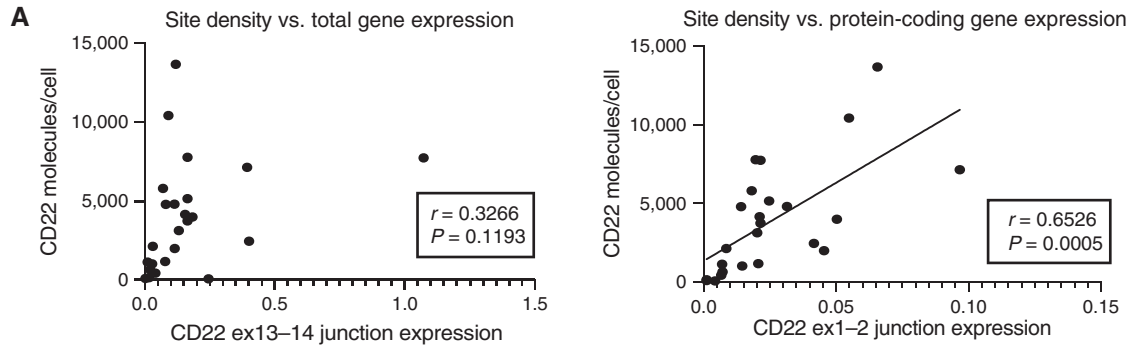 A
Site density vs. total gene expression
15,000
10,000
5,000
0
CD22 molecules/cell
r = 0.3266
P = 0.1193
0.0
0.5
1.0
1.5
CD22 ex13–14 junction expression
Site density vs. protein-coding gene expression
15,000
10,000
5,000
0
CD22 molecules/cell
r = 0.6526
P = 0.0005
0.00
0.05
0.10
0.15
CD22 ex1–2 junction expression